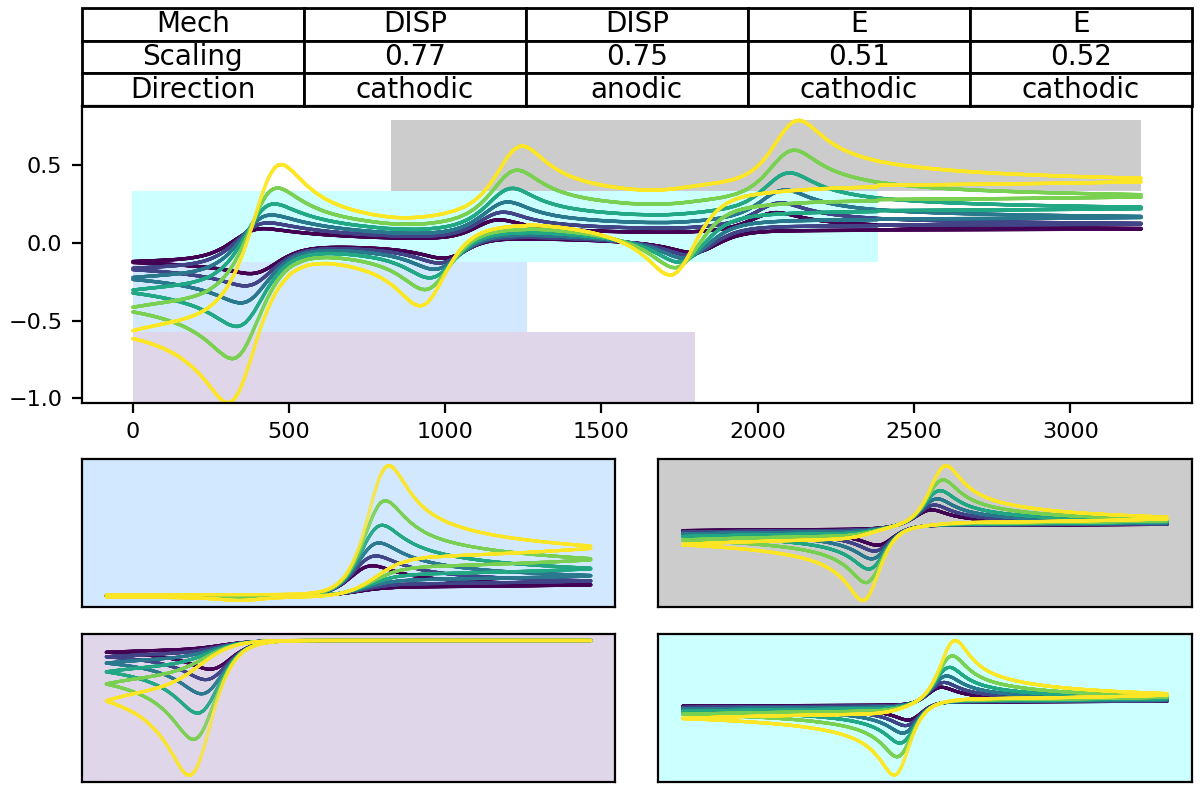 Mech DISP DISP E E
Scaling 0.77 0.75 0.51 0.52
Direction cathodic anodic cathodic cathodic
0.5
0.0
−0.5
−1.0
0 500 1000 1500 2000 2500 3000